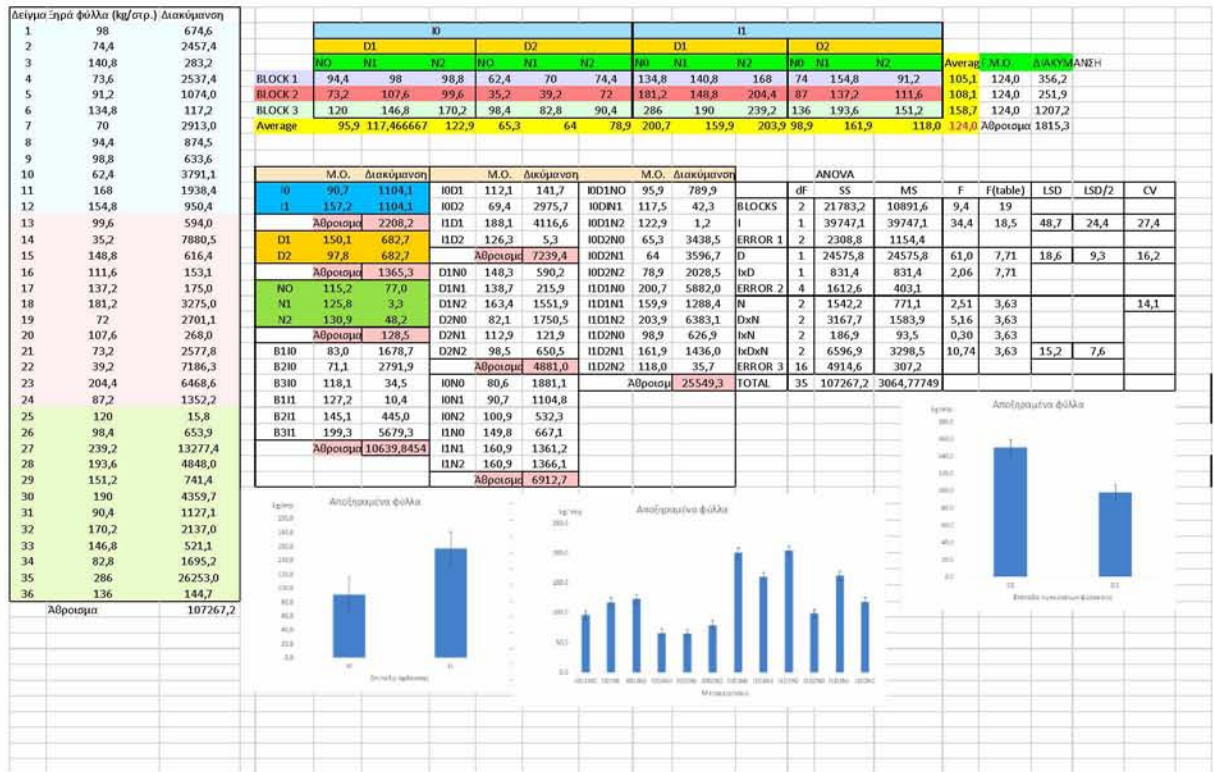 Δείγμα Ξηρά φύλλα (kg/στρ.) Διακύμανση
1 98 674,6
2 74,4 2457,4
3 140,8 283,2
4 73,6 2537,4
5 91,2 1074,0
6 134,8 117,2
7 70 2913,0
8 94,4 874,5
9 98,8 633,6
10 62,4 3791,1
11 168 1938,4
12 154,8 950,4
13 99,6 594,0
14 35,2 7880,5
15 148,8 616,4
16 111,6 153,1
17 137,2 175,0
18 181,2 3275,0
19 72 2701,1
20 107,6 268,0
21 73,2 2577,8
22 39,2 7186,3
23 204,4 6468,6
24 87,2 1352,2
25 120 15,8
26 98,4 653,9
27 239,2 13277,4
28 193,6 4848,0
29 151,2 741,4
30 190 4359,7
31 90,4 1127,1
32 170,2 2137,0
33 146,8 521,1
34 82,8 1695,2
35 286 26253,0
36 136 144,7
Άθροισμα 107267,2
I0 I1
D1 D2 D1 D2
NO N1 N2 NO N1 N2 N0 N1 N2 N0 N1 N2 Averag Γ.Μ.Ο. ΔΙΑΚΥΜΑΝΣΗ
BLOCK 1 94,4 98 98,8 62,4 70 74,4 134,8 140,8 168 74 154,8 91,2 105,1 124,0 356,2
BLOCK 2 73,2 107,6 99,6 35,2 39,2 72 181,2 148,8 204,4 87 137,2 111,6 108,1 124,0 251,9
BLOCK 3 120 146,8 170,2 98,4 82,8 90,4 286 190 239,2 136 193,6 151,2 158,7 124,0 1207,2
Average 95,9 117,466667 122,9 65,3 64 78,9 200,7 159,9 203,9 98,9 161,9 118,0 124,0 Άθροισμα 1815,3
Μ.Ο. Διακύμανση
I0 90,7 1104,1
I1 157,2 1104,1
Άθροισμα 2208,2
D1 150,1 682,7
D2 97,8 682,7
Άθροισμα 1365,3
NO 115,2 77,0
N1 125,8 3,3
N2 130,9 48,2
Άθροισμα 128,5
B1I0 83,0 1678,7
B2I0 71,1 2791,9
B3I0 118,1 34,5
B1I1 127,2 10,4
B2I1 145,1 445,0
B3I1 199,3 5679,3
Άθροισμα 10639,8454
Μ.Ο. Δικύμανση
I0D1 112,1 141,7
I0D2 69,4 2975,7
I1D1 188,1 4116,6
I1D2 126,3 5,3
Άθροισμα 7239,4
D1N0 148,3 590,2
D1N1 138,7 215,9
D1N2 163,4 1551,9
D2N0 82,1 1750,5
D2N1 112,9 121,9
D2N2 98,5 650,5
Άθροισμα 4881,0
I0N0 80,6 1881,1
I0N1 90,7 1104,8
I0N2 100,9 532,3
I1N0 149,8 667,1
I1N1 160,9 1361,2
I1N2 160,9 1366,1
Άθροισμα 6912,7
Μ.Ο. Διακύμανση
I0D1NO 95,9 789,9
I0DIN1 117,5 42,3
I0D1N2 122,9 1,2
I0D2N0 65,3 3438,5
I0D2N1 64 3596,7
I0D2N2 78,9 2028,5
I1D1N0 200,7 5882,0
I1D1N1 159,9 1288,4
I1D1N2 203,9 6383,1
I1D2N0 98,9 626,9
I1D2N1 161,9 1436,0
I1D2N2 118,0 35,7
Άθροισμ 25549,3
ANOVA
dF SS MS F F(table) LSD LSD/2 CV
BLOCKS 2 21783,2 10891,6 9,4 19
I 1 39747,1 39747,1 34,4 18,5 48,7 24,4 27,4
ERROR 1 2 2308,8 1154,4
D 1 24575,8 24575,8 61,0 7,71 18,6 9,3 16,2
IxD 1 831,4 831,4 2,06 7,71
ERROR 2 4 1612,6 403,1
N 2 1542,2 771,1 2,51 3,63 14,1
DxN 2 3167,7 1583,9 5,16 3,63
IxN 2 186,9 93,5 0,30 3,63
IxDxN 2 6596,9 3298,5 10,74 3,63 15,2 7,6
ERROR 3 16 4914,6 307,2
TOTAL 35 107267,2 3064,77749
Αποξηραμένα φύλλα
Αποξηραμένα φύλλα
Αποξηραμένα φύλλα